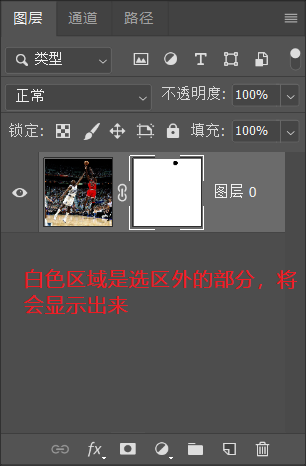 图层 通道 路径
类型
正常 不透明度: 100%
锁定: 填充: 100%
图层 0
白色区域是选区外的部分，将
会显示出来
fx